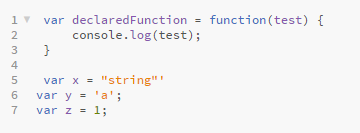 1 ▼ var declaredFunction = function(test) {
2 console.log(test);
3 }
4
5 var x = "string"'
6 var y = 'a';
7 var z = 1;